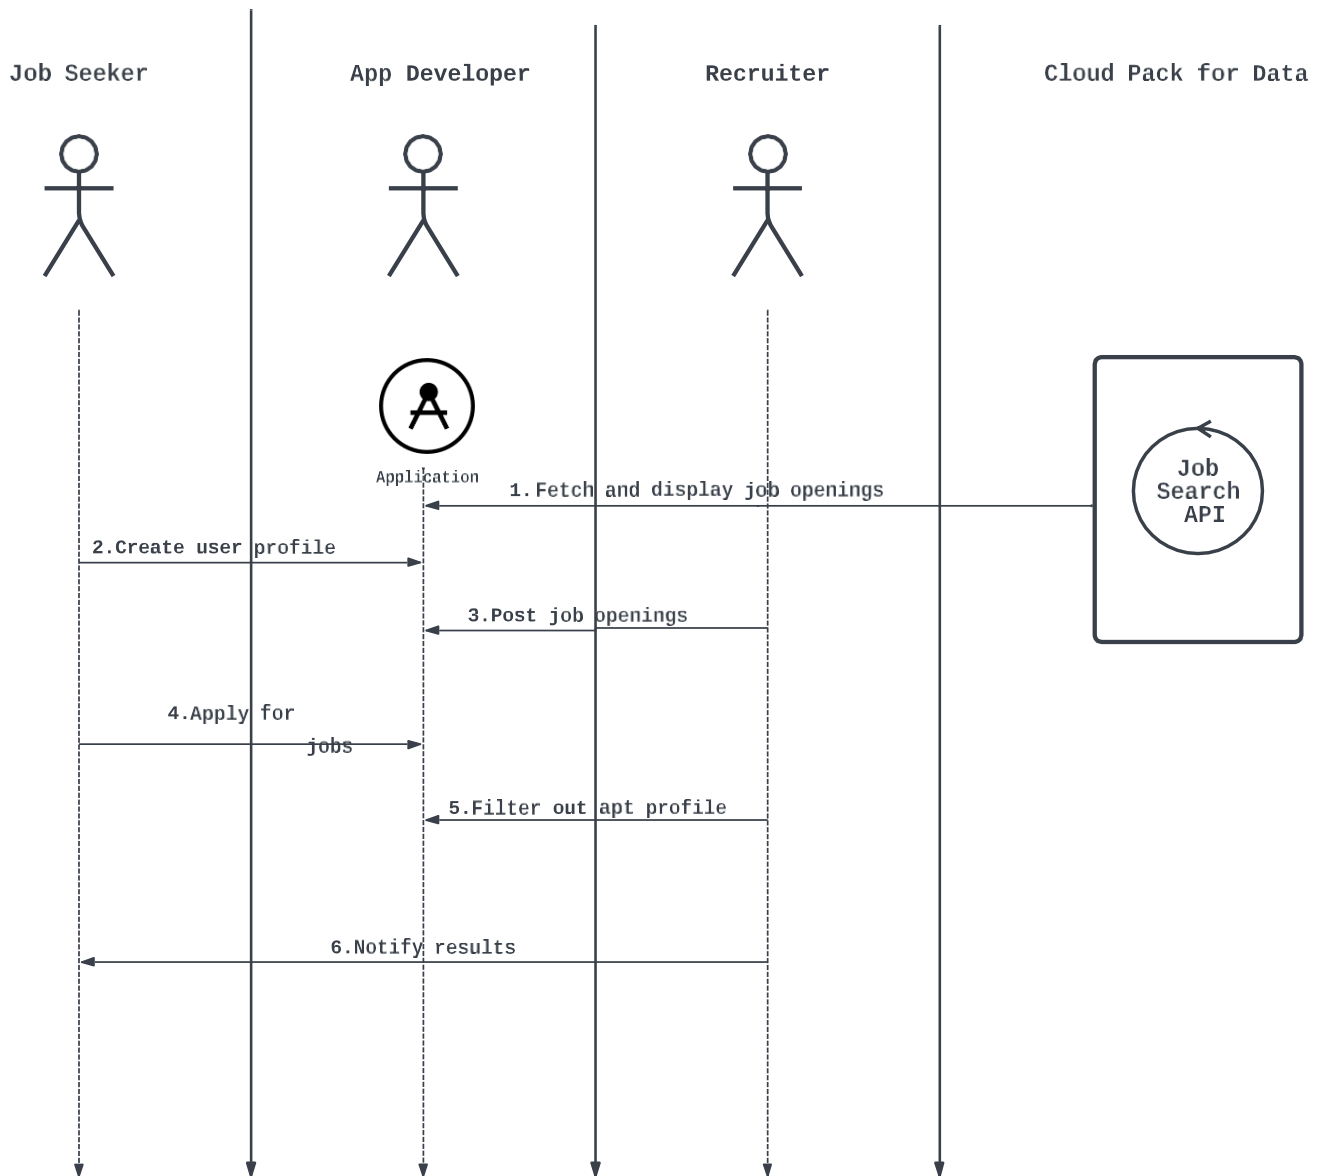 Job Seeker
App Developer
Recruiter
Cloud Pack for Data
Application
Job
Search
API
1.Fetch and display job openings
2.Create user profile
3.Post job openings
4.Apply for
jobs
5.Filter out apt profile
6.Notify results